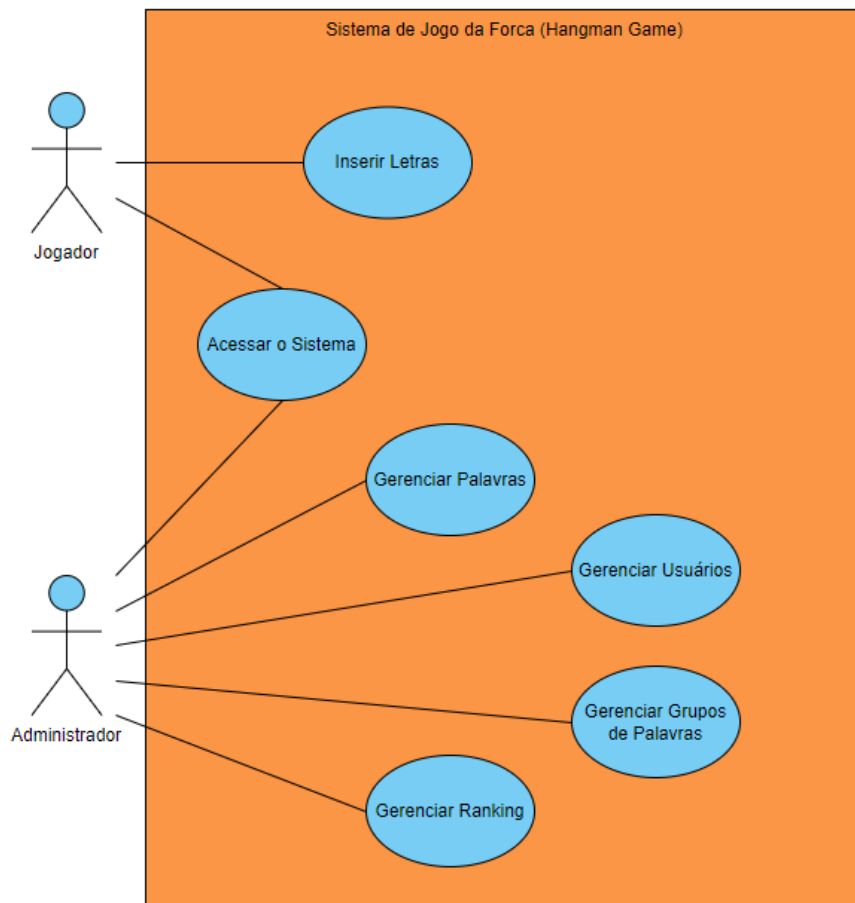 Sistema de Jogo da Forca (Hangman Game)
Inserir Letras
Jogador
Acessar o Sistema
Gerenciar Palavras
Gerenciar Usuários
Gerenciar Grupos
de Palavras
Administrador
Gerenciar Ranking